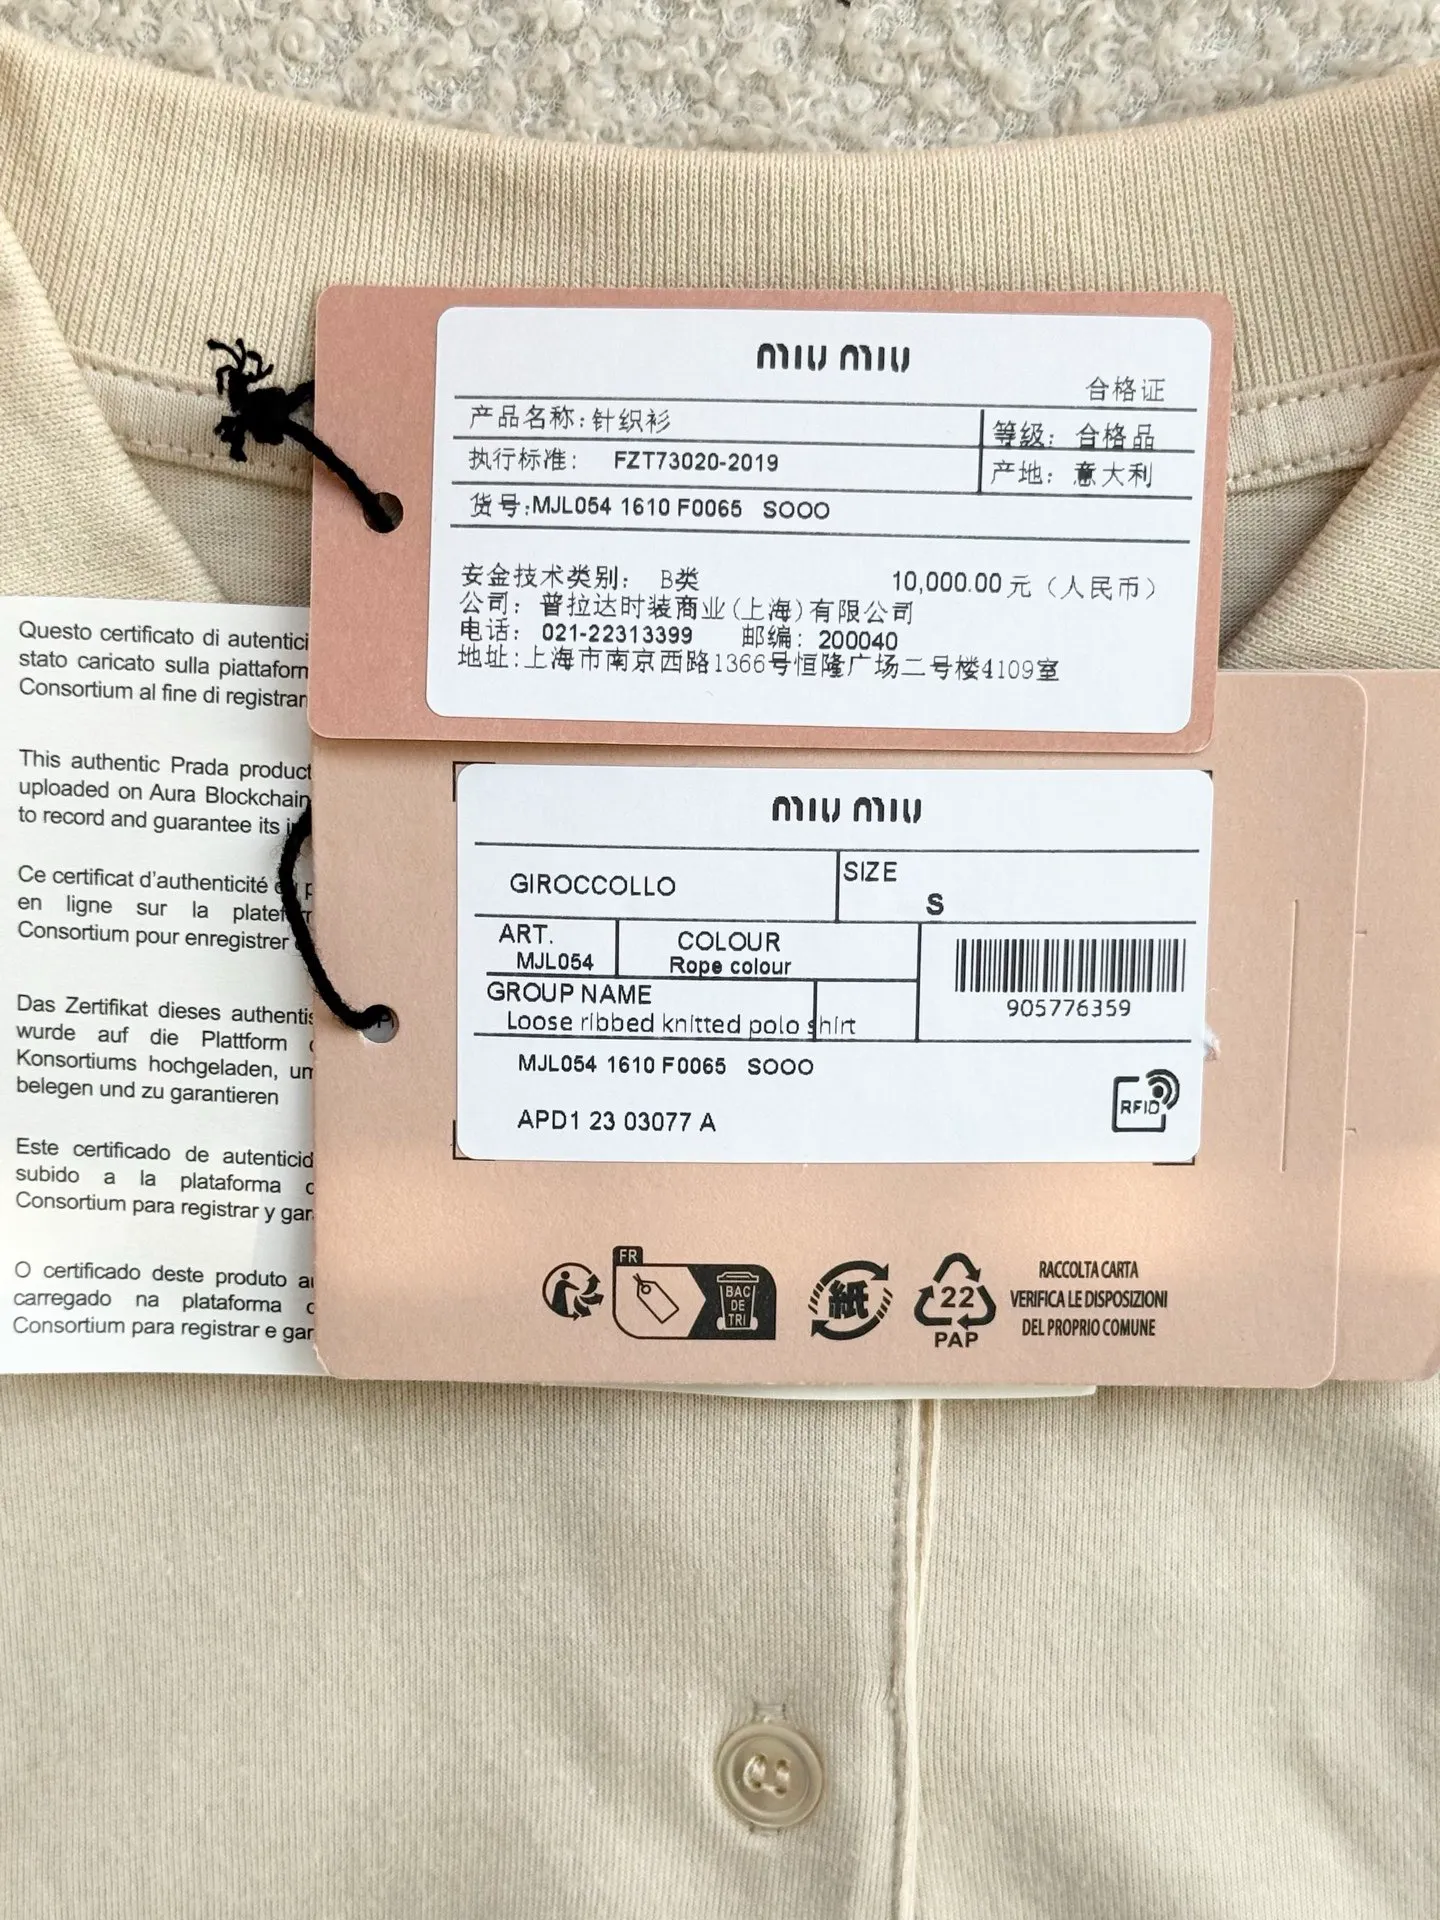 miu miu
合格证
产品名称:针织衫
等级: 合格品
执行标准: FZT73020-2019
产地: 意大利
货号:MJL054 1610 F0065 SOOO
安金技术类别: B类
10,000.00元（人民币）
公司: 普拉达时装商业(上海)有限公司
电话: 021-22313399 邮编: 200040
地址:上海市南京西路1366号恒隆广场二号楼4109室
Questo certificato di
stato caricato sulla
Consortium al fine di
This authentic Prada product
uploaded on Aura Blockchain
to record and guarantee its
Ce certificat d'authenticité
en ligne sur la
Consortium pour enregistrer
Das Zertifikat dieses
wurde auf die Plattform
Konsortiums hochgeladen,
belegen und zu garantieren
Este certificado de
subido a la plataforma
Consortium para registrar y
O certificado deste produto
carregado na plataforma
Consortium para registrar e
miu miu
GIROCCOLLO
SIZE
S
ART.
MJL054
COLOUR
Rope colour
905776359
GROUP NAME
Loose ribbed knitted polo shirt
MJL054 1610 F0065 SOOO
APD1 23 03077 A
RFID
FR
BAC
DE
TRI
紙
22
PAP
RACCOLTA CARTA
VERIFICA LE DISPOSIZIONI
DEL PROPRIO COMUNE